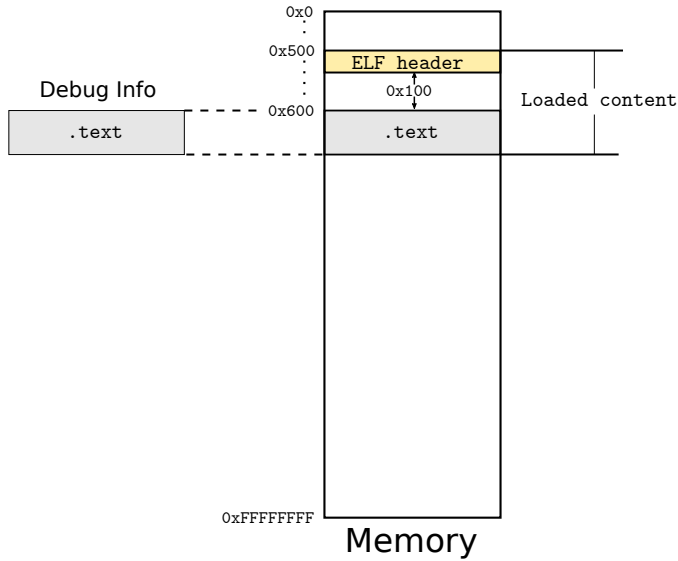 0x0
0x500
ELF header
Debug Info
0x100
Loaded content
0x600
.text
.text
0xFFFFFFFF
Memory